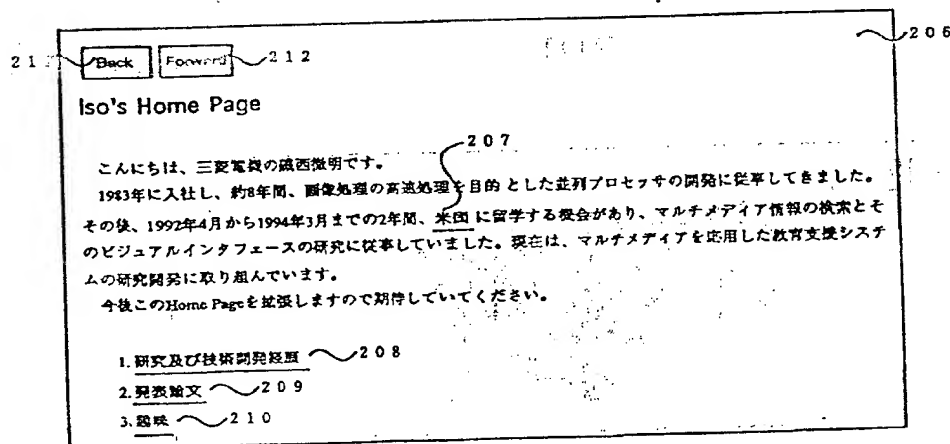 206
21
Back Forward 212
Iso's Home Page
207
こんにちは、三菱電機の磯西徹明です。
1983年に入社し、約8年間、画像処理の高速処理を目的とした並列プロセッサの開発に従事してきました。
その後、1992年4月から1994年3月までの2年間、米国に留学する機会があり、マルチメディア情報の検索とそ
のビジュアルインタフェースの研究に従事していました。現在は、マルチメディアを応用した教育支援システ
ムの研究開発に取り組んでいます。
今後このHome Pageを拡張しますので期待していてください。
1.研究及び技術開発経歴 208
2.発表論文 209
3.趣味 210